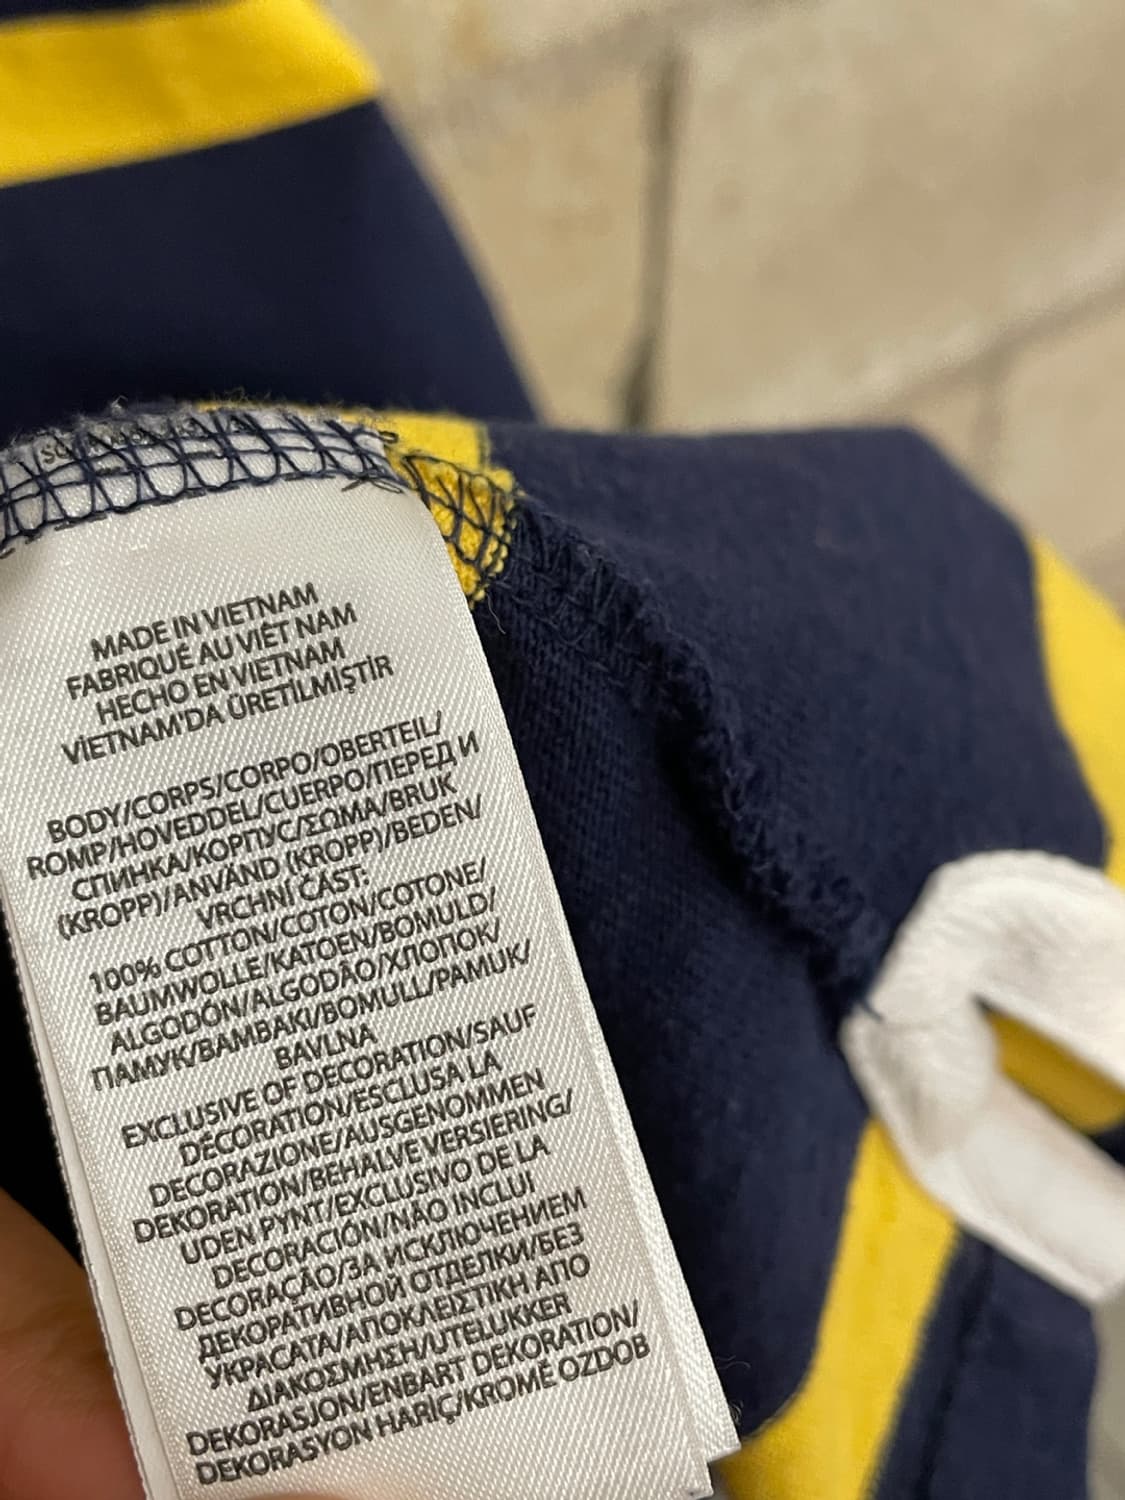 MADE IN VIETNAM
FABRIQUÉ AU VIÊT NAM
HECHO EN VIETNAM
VİETNAM'DA ÜRETİLMİŞTİR
BODY/CORPS/CORPO/OBERTEIL/
ROMP/HOVEDDEL/CUERPO/ПЕРЕД И
СПИНКА/КОРПУС/ΣΩΜΑ/BRUK
(KROPP)/ANVÄND (KROPP)/BEDEN/
VRCHNÍ ČÁST:
100% COTTON/COTON/COTONE/
BAUMWOLLE/KATOEN/BOMULD/
ALGODÓN/ALGODÃO/ХЛОПОК/
ПАМУК/ΒΑΜΒΑΚΙ/BOMULL/PAMUK/
BAVLNA
EXCLUSIVE OF DECORATION/SAUF
DÉCORATION/ESCLUSA LA
DECORAZIONE/AUSGENOMMEN
DEKORATION/BEHALVE VERSIERING/
UDEN PYNT/EXCLUSIVO DE LA
DECORACIÓN/NÃO INCLUI
DECORAÇÃO/ЗА ИСКЛЮЧЕНИЕМ
ДЕКОРАТИВНОЙ ОТДЕЛКИ/БЕЗ
УКРАСАТА/ΑΠΟΚΛΕΙΣΤΙΚΗ ΑΠΟ
ΔΙΑΚΟΣΜΗΣΗ/UTELUKKER
DEKORASJON/ENBART DEKORATION/
DEKORASYON HARİÇ/KROMĚ OZDOB